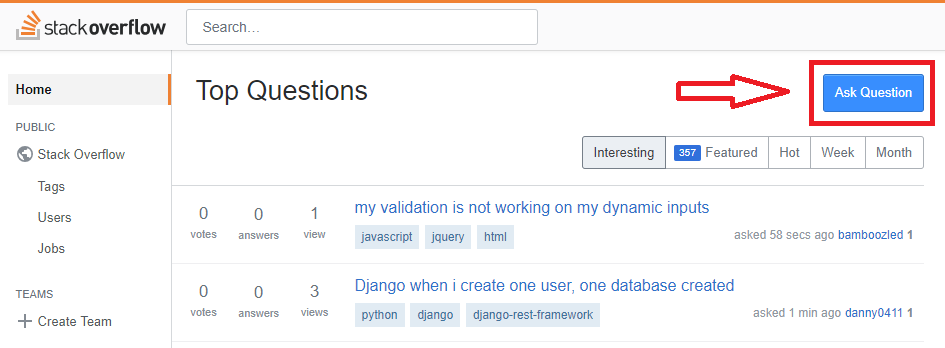 stackoverflow
Search...
Home
PUBLIC
Stack Overflow
Tags
Users
Jobs
TEAMS
Create Team
Top Questions
Ask Question
Interesting
357 Featured
Hot
Week
Month
0 votes
0 answers
1 view
my validation is not working on my dynamic inputs
javascript jquery html
asked 58 secs ago bamboozled 1
0 votes
0 answers
3 views
Django when i create one user, one database created
python django django-rest-framework
asked 1 min ago danny0411 1